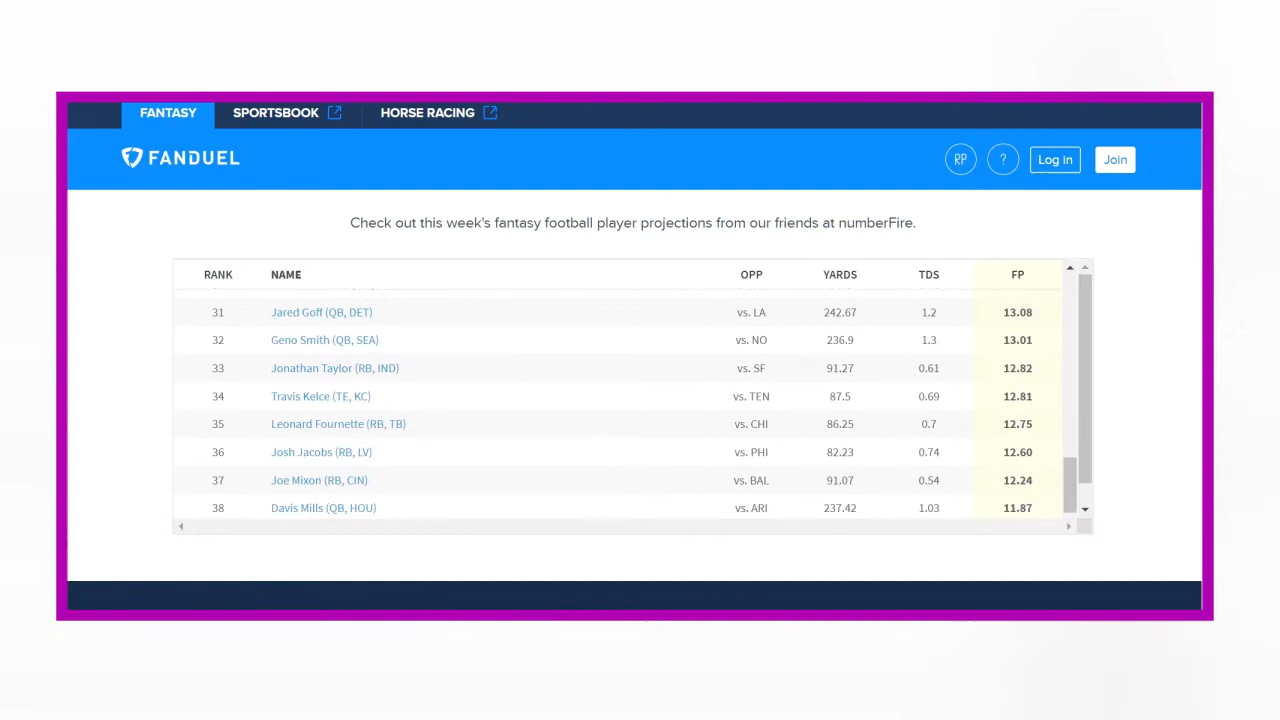 FANTASY SPORTSBOOK HORSE RACING
FANDUEL RP ? Log in Join
Check out this week's fantasy football player projections from our friends at numberFire.
RANK NAME OPP YARDS TDS FP
31 Jared Goff (QB, DET) vs. LA 242.67 1.2 13.08
32 Geno Smith (QB, SEA) vs. NO 236.9 1.3 13.01
33 Jonathan Taylor (RB, IND) vs. SF 91.27 0.61 12.82
34 Travis Kelce (TE, KC) vs. TEN 87.5 0.69 12.81
35 Leonard Fournette (RB, TB) vs. CHI 86.25 0.7 12.75
36 Josh Jacobs (RB, LV) vs. PHI 82.23 0.74 12.60
37 Joe Mixon (RB, CIN) vs. BAL 91.07 0.54 12.24
38 Davis Mills (QB, HOU) vs. ARI 237.42 1.03 11.87